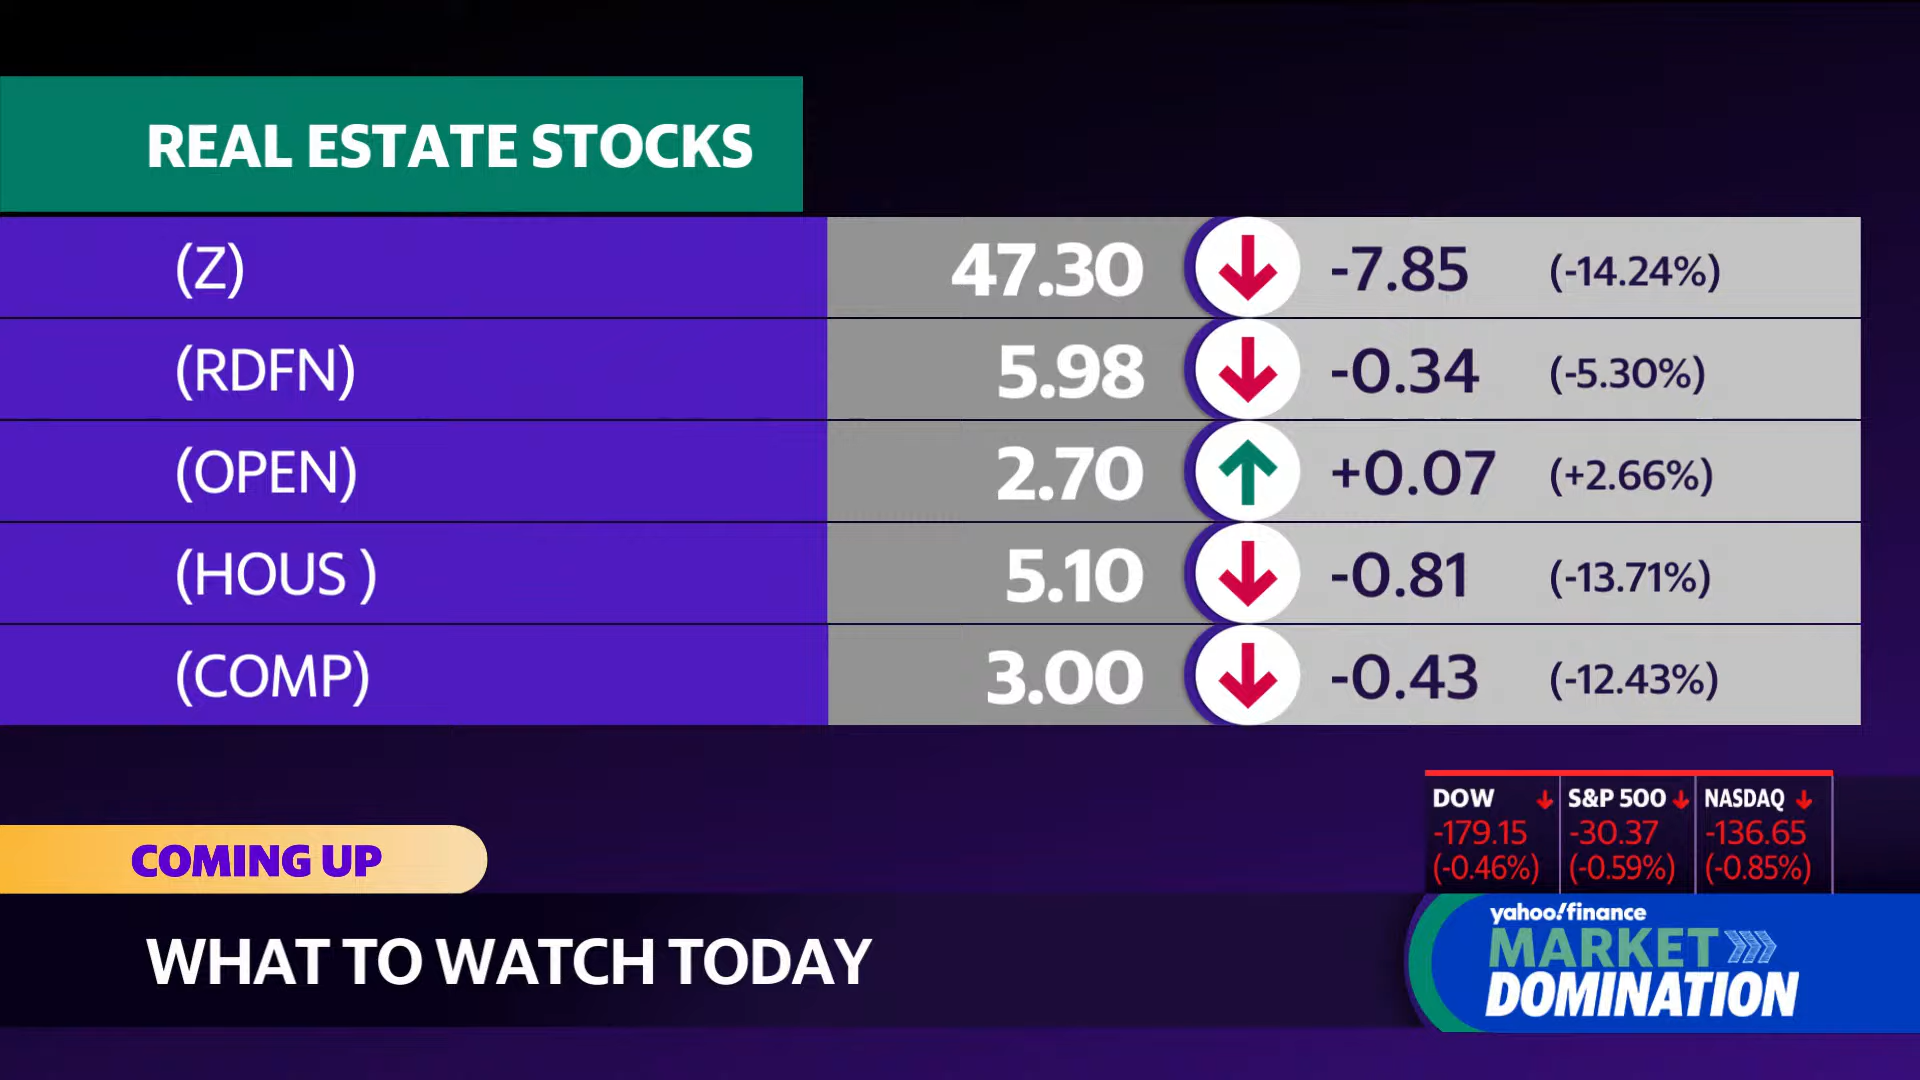 REAL ESTATE STOCKS
(Z) 47.30 -7.85 (-14.24%)
(RDFN) 5.98 -0.34 (-5.30%)
(OPEN) 2.70 +0.07 (+2.66%)
(HOUS ) 5.10 -0.81 (-13.71%)
(COMP) 3.00 -0.43 (-12.43%)
DOW S&P 500 NASDAQ
-179.15 -30.37 -136.65
(-0.46%) (-0.59%) (-0.85%)
COMING UP
WHAT TO WATCH TODAY
yahoo!finance
MARKET
DOMINATION